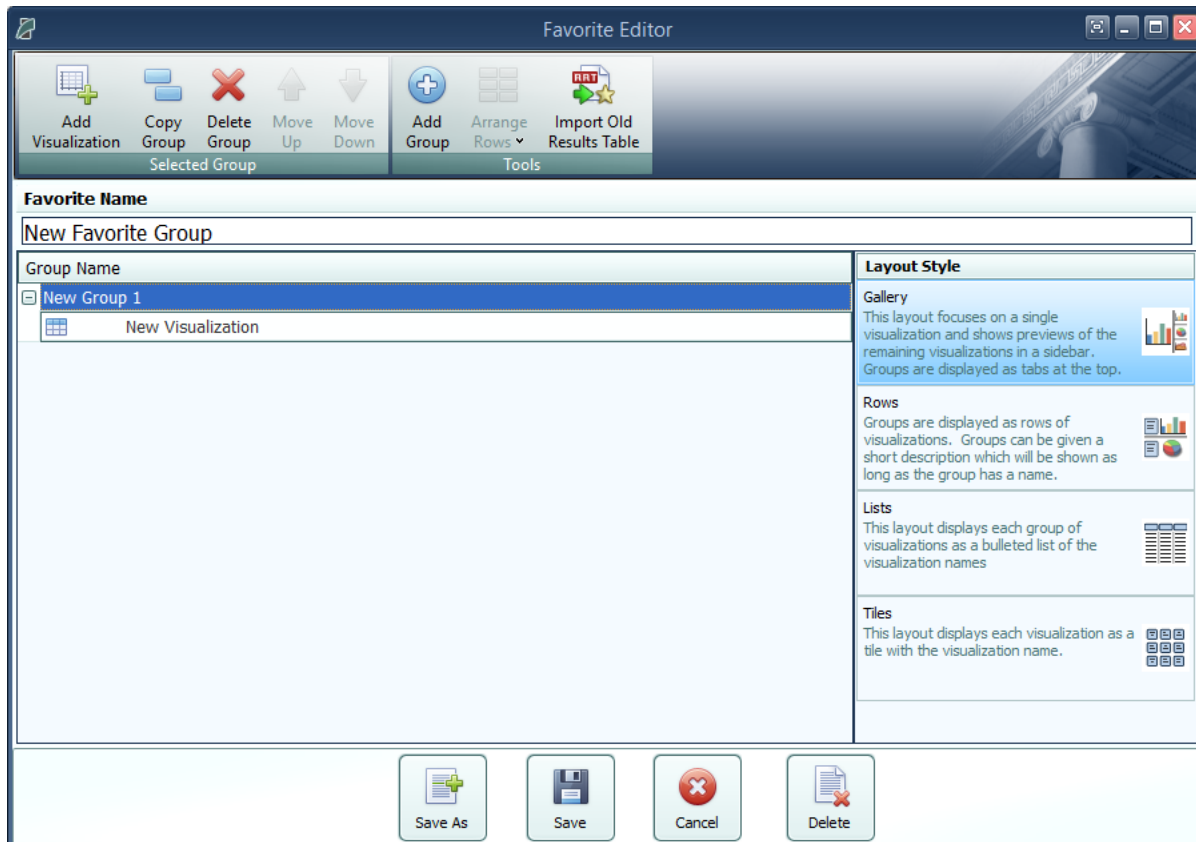 Favorite Editor
Add
Visualization
Copy
Group
Delete
Group
Move
Up
Move
Down
Selected Group
Add
Group
Arrange
Rows
RRT
Import Old
Results Table
Tools
Favorite Name
New Favorite Group
Group Name
New Group 1
New Visualization
Layout Style
Gallery
This layout focuses on a single
visualization and shows previews of the
remaining visualizations in a sidebar.
Groups are displayed as tabs at the top.
Rows
Groups are displayed as rows of
visualizations. Groups can be given a
short description which will be shown as
long as the group has a name.
Lists
This layout displays each group of
visualizations as a bulleted list of the
visualization names
Tiles
This layout displays each visualization as a
tile with the visualization name.
Save As
Save
Cancel
Delete